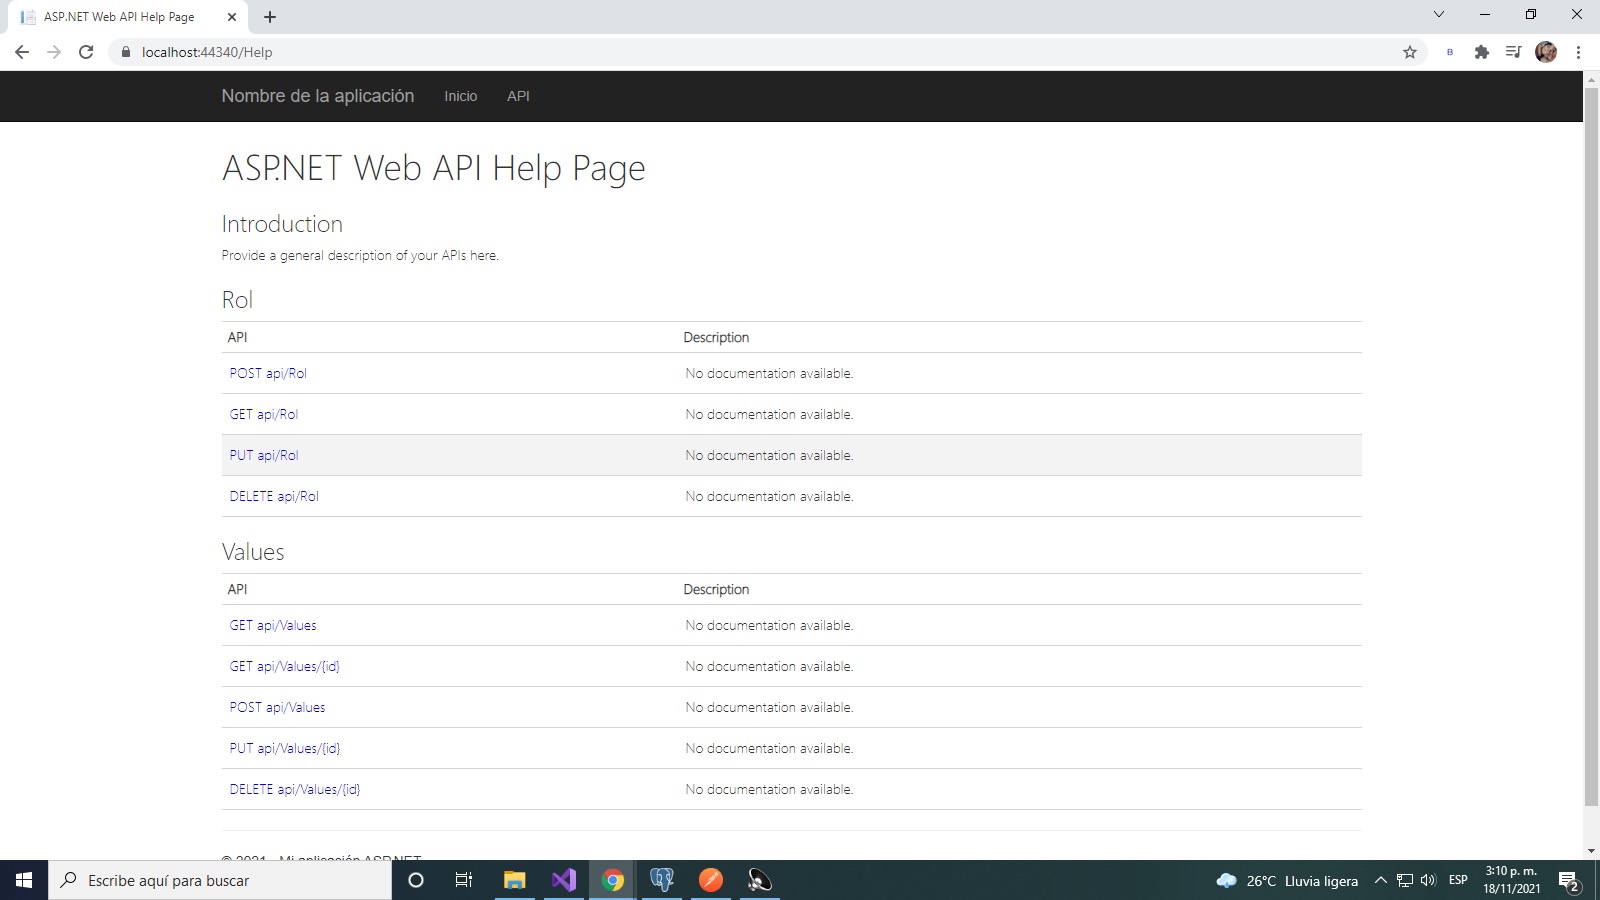 ASP.NET Web API Help Page
localhost:44340/Help
B
Nombre de la aplicación Inicio API
ASP.NET Web API Help Page
Introduction
Provide a general description of your APIs here.
Rol
API Description
POST api/Rol No documentation available.
GET api/Rol No documentation available.
PUT api/Rol No documentation available.
DELETE api/Rol No documentation available.
Values
API Description
GET api/Values No documentation available.
GET api/Values/{id} No documentation available.
POST api/Values No documentation available.
PUT api/Values/{id} No documentation available.
DELETE api/Values/{id} No documentation available.
© 2021 - Mi aplicación ASP.NET
Escribe aquí para buscar
26°C Lluvia ligera
ESP
3:10 p. m.
18/11/2021
2